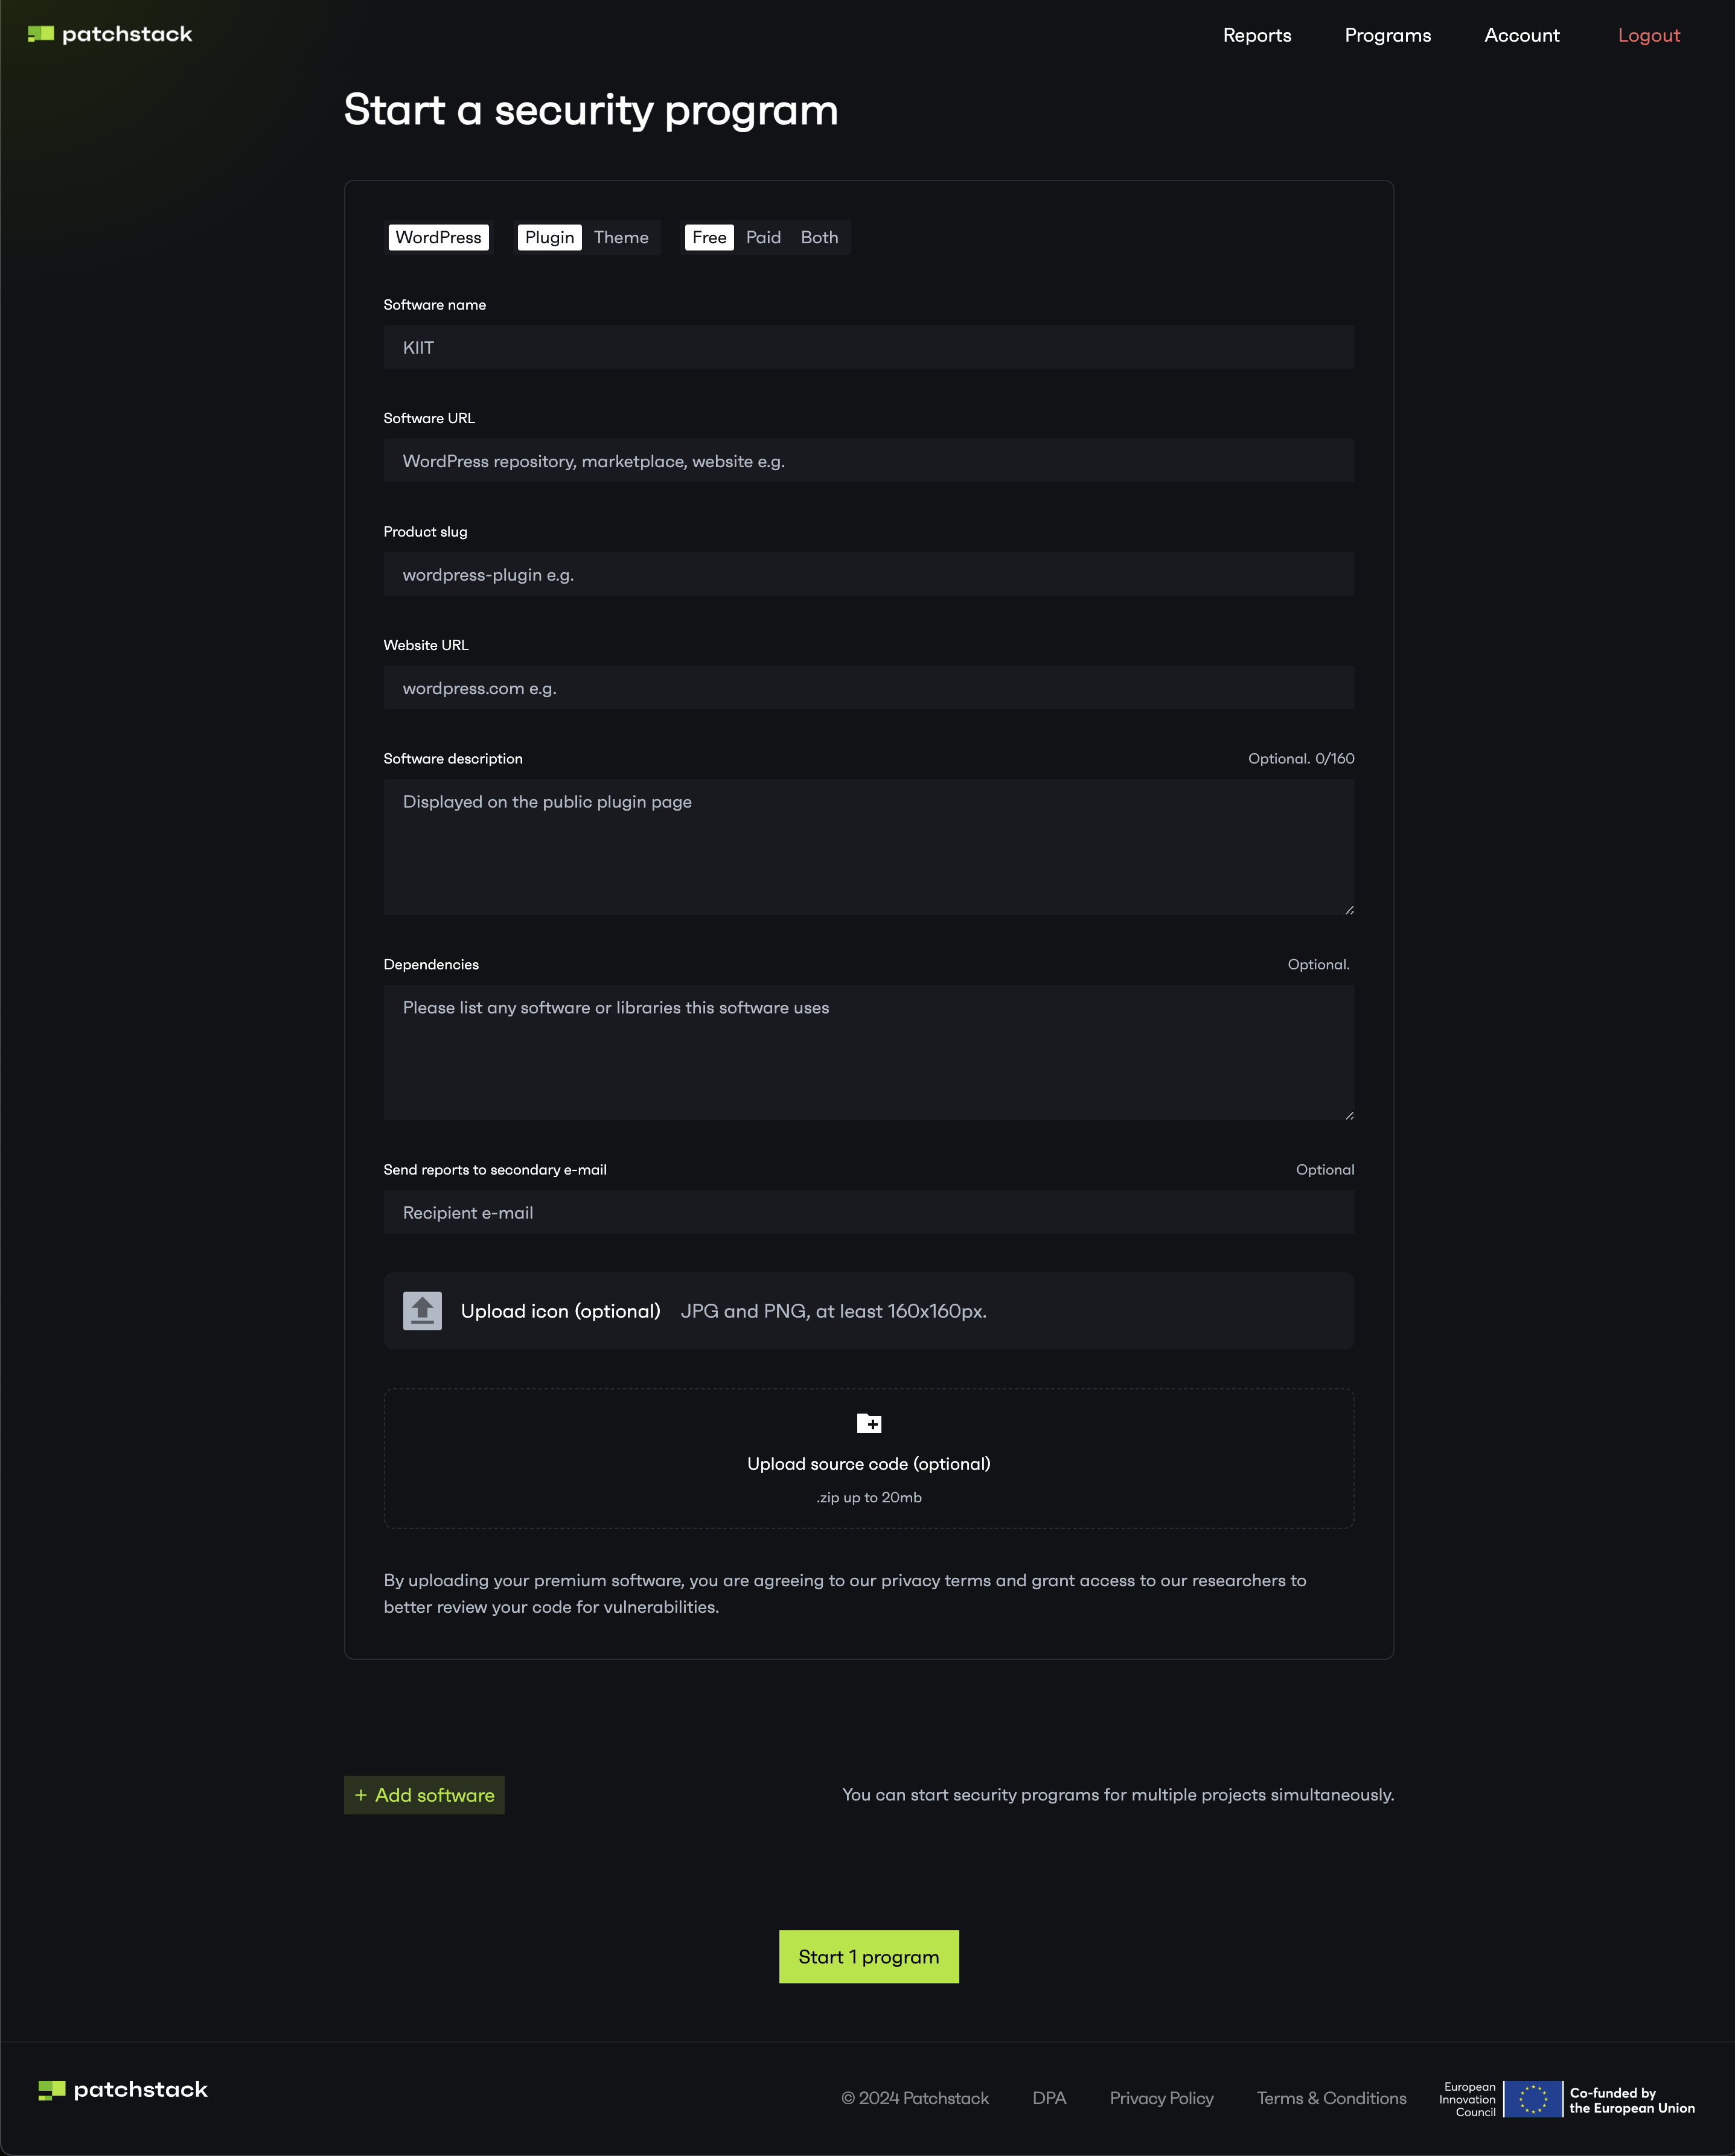 patchstack
Reports Programs Account Logout
Start a security program
WordPress Plugin Theme Free Paid Both
Software name
KIIT
Software URL
WordPress repository, marketplace, website e.g.
Product slug
wordpress-plugin e.g.
Website URL
wordpress.com e.g.
Software description Optional. 0/160
Displayed on the public plugin page
Dependencies Optional.
Please list any software or libraries this software uses
Send reports to secondary e-mail Optional
Recipient e-mail
Upload icon (optional) JPG and PNG, at least 160x160px.
Upload source code (optional)
.zip up to 20mb
By uploading your premium software, you are agreeing to our privacy terms and grant access to our researchers to
better review your code for vulnerabilities.
+ Add software You can start security programs for multiple projects simultaneously.
Start 1 program
patchstack
© 2024 Patchstack DPA Privacy Policy Terms & Conditions
European
Innovation
Council
Co-funded by
the European Union